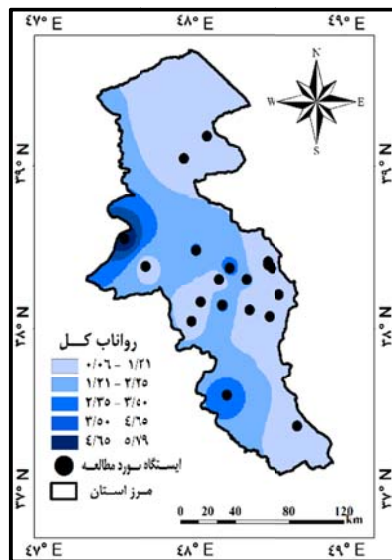 ۴۷° E ۴۸° E ۴۹° E
N
W E
S
۳۹° N ۳۹° N
۳۸° N ۳۸° N
۳۷° N ۳۷° N
رواناب کل
۰/۰۶ - ۱/۲۱
۱/۲۱ - ۲/۲۵
۲/۳۵ - ۳/۵۰
۳/۵۰ ۴/۶۵
۴/۶۵ ۵/۷۹
ایستگاه مورد مطالعه
مرز استان
0 20 40 80 120
km
۴۷° E ۴۸° E ۴۹° E